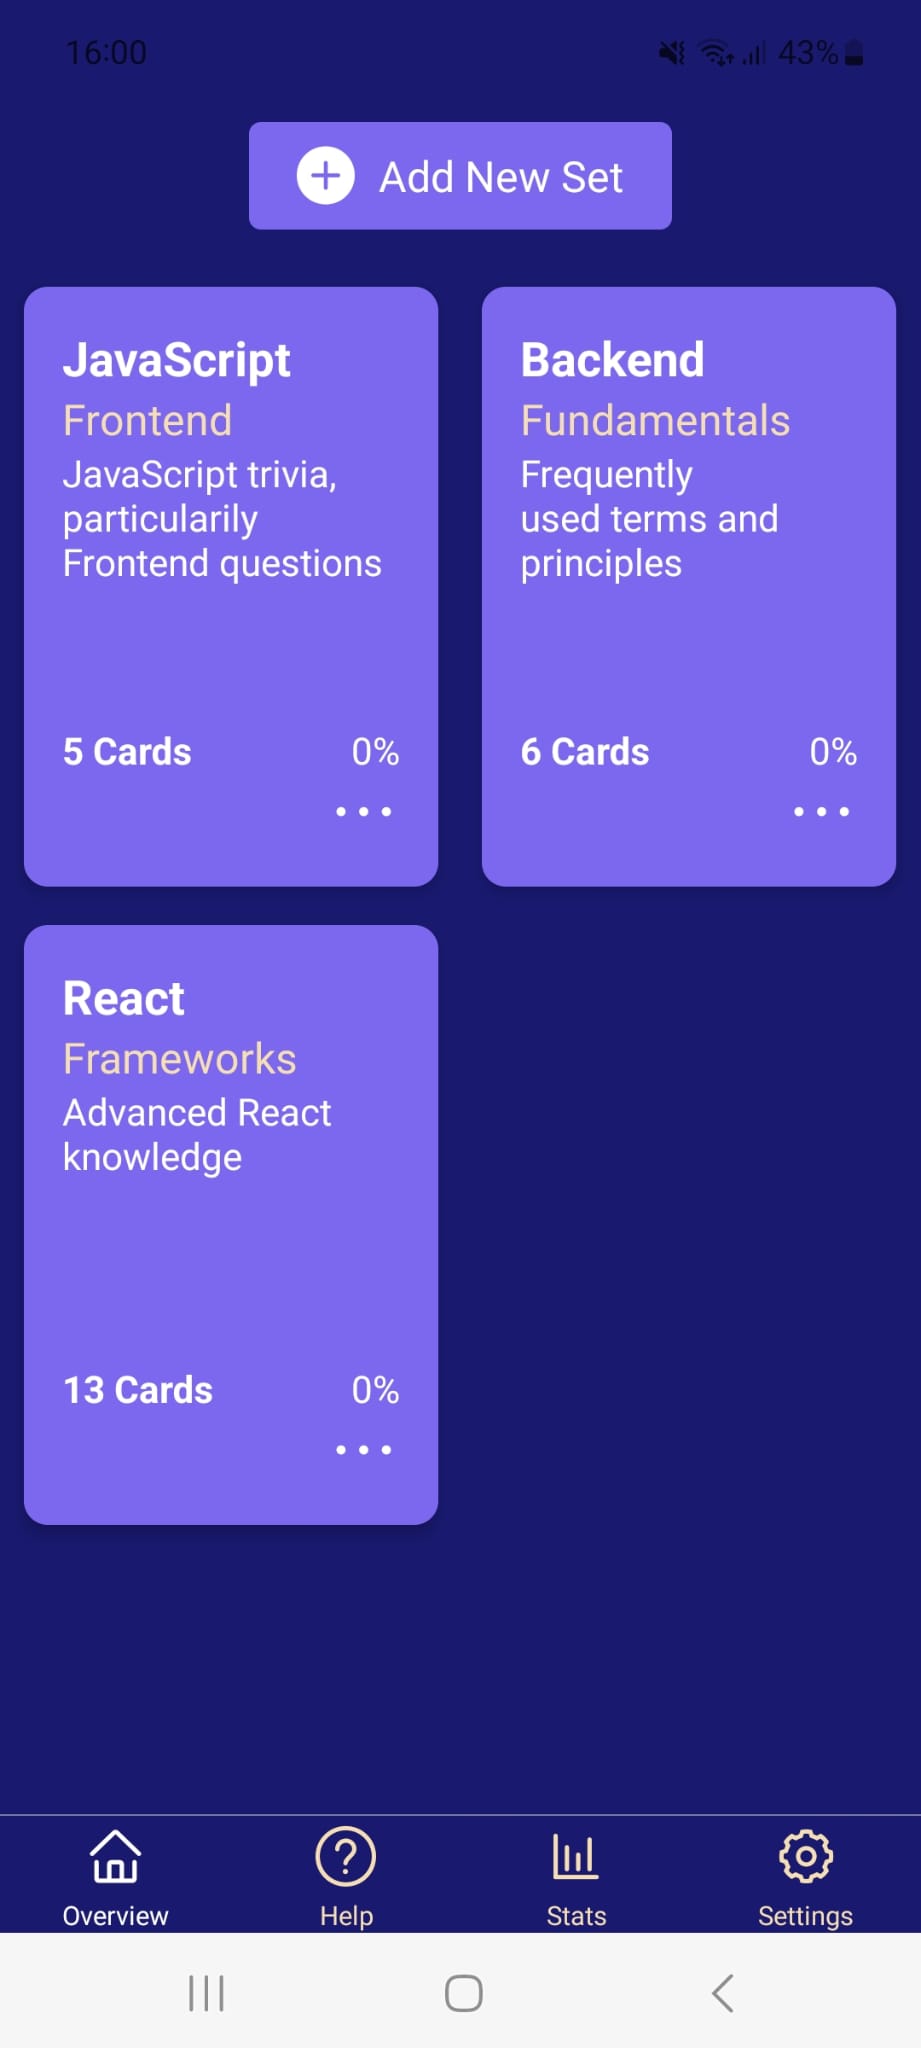 16:00
43%
Add New Set
JavaScript
Frontend
JavaScript trivia,
particularily
Frontend questions
5 Cards
0%
Backend
Fundamentals
Frequently
used terms and
principles
6 Cards
0%
React
Frameworks
Advanced React
knowledge
13 Cards
0%
Overview
Help
Stats
Settings